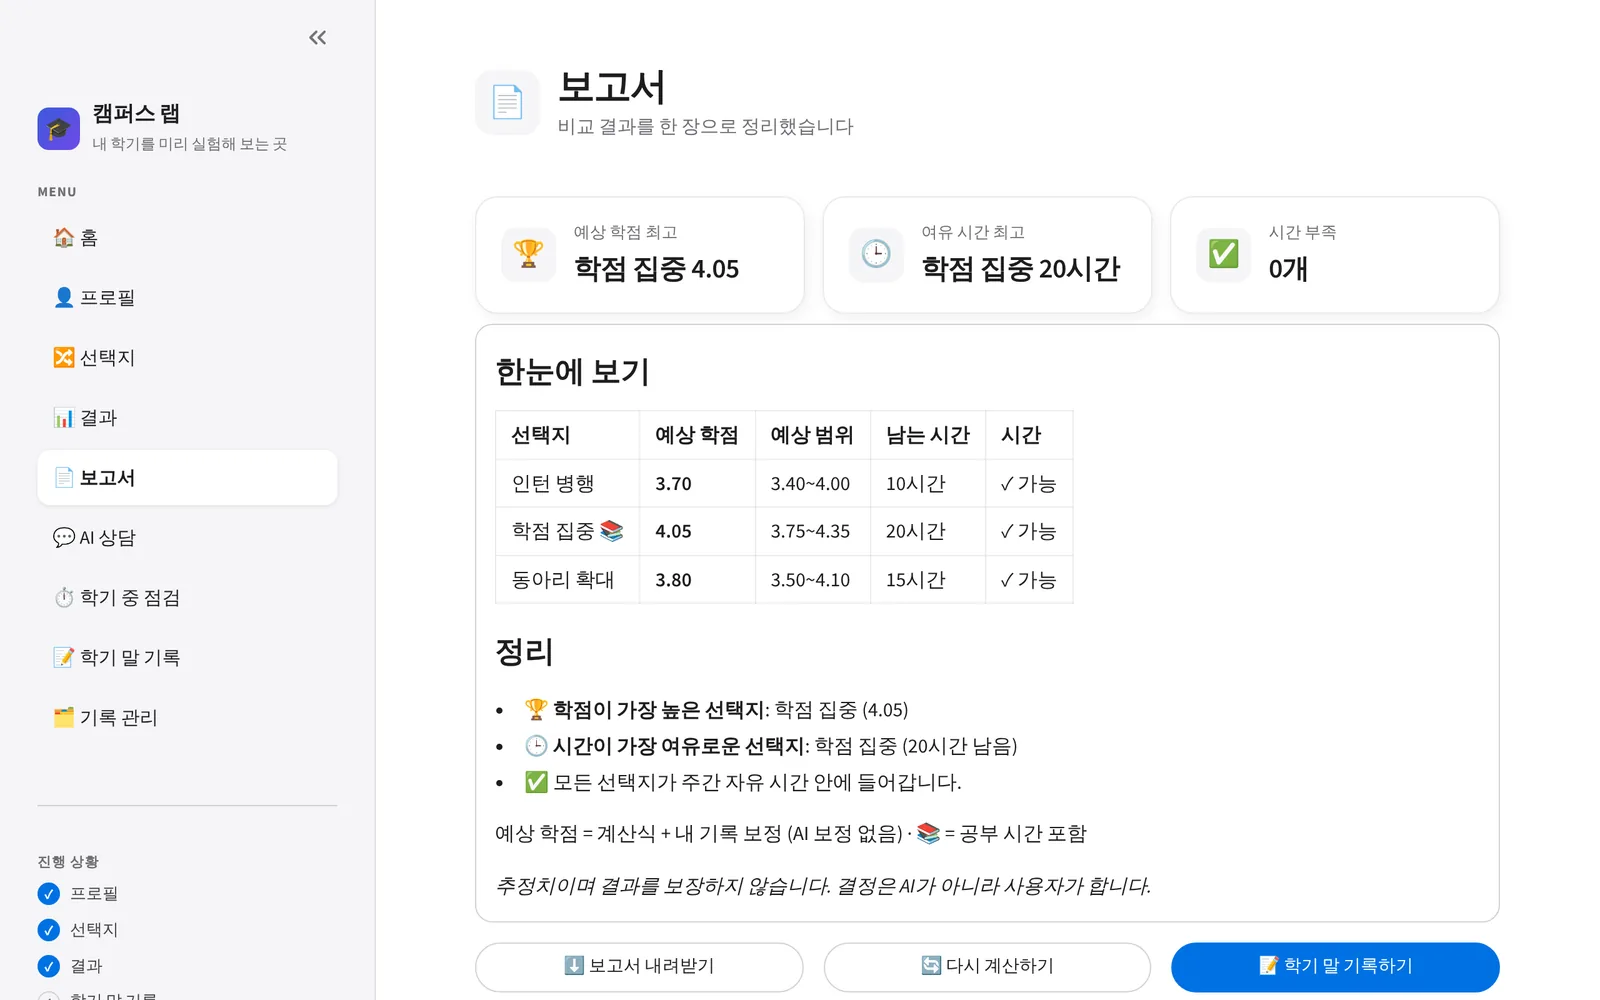 캠퍼스 랩
내 학기를 미리 실험해 보는 곳
MENU
🏠 홈
👤 프로필
🔀 선택지
📊 결과
📄 보고서
💬 AI 상담
⏱️ 학기 중 점검
📝 학기 말 기록
🗂️ 기록 관리
진행 상황
✓ 프로필
✓ 선택지
✓ 결과
보고서
비교 결과를 한 장으로 정리했습니다
예상 학점 최고
학점 집중 4.05
여유 시간 최고
학점 집중 20시간
시간 부족
0개
한눈에 보기
선택지 예상 학점 예상 범위 남는 시간 시간
인턴 병행 3.70 3.40~4.00 10시간 ✓ 가능
학점 집중 📚 4.05 3.75~4.35 20시간 ✓ 가능
동아리 확대 3.80 3.50~4.10 15시간 ✓ 가능
정리
• 🏆 학점이 가장 높은 선택지: 학점 집중 (4.05)
• 🕒 시간이 가장 여유로운 선택지: 학점 집중 (20시간 남음)
• ✅ 모든 선택지가 주간 자유 시간 안에 들어갑니다.
예상 학점 = 계산식 + 내 기록 보정 (AI 보정 없음) · 📚 = 공부 시간 포함
추정치이며 결과를 보장하지 않습니다. 결정은 AI가 아니라 사용자가 합니다.
⬇️ 보고서 내려받기
🔄 다시 계산하기
📝 학기 말 기록하기